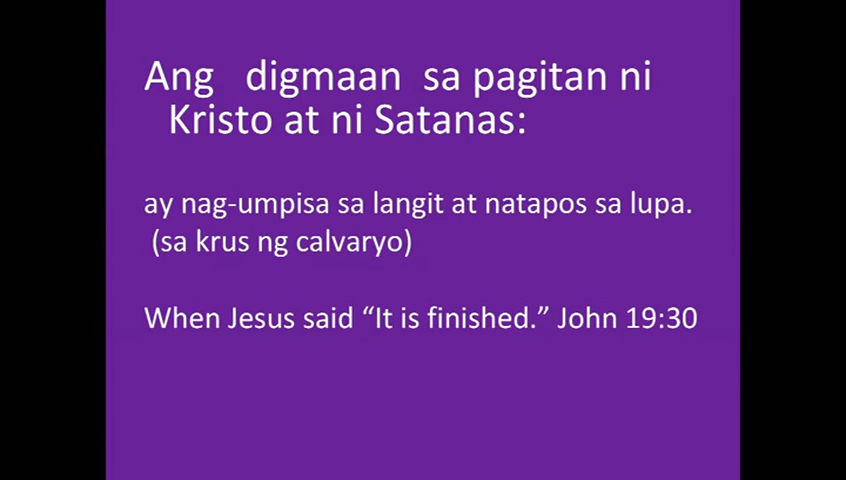 Ang digmaan sa pagitan ni
Kristo at ni Satanas:
ay nag-umpisa sa langit at natapos sa lupa.
(sa krus ng calvaryo)
When Jesus said “It is finished.” John 19:30